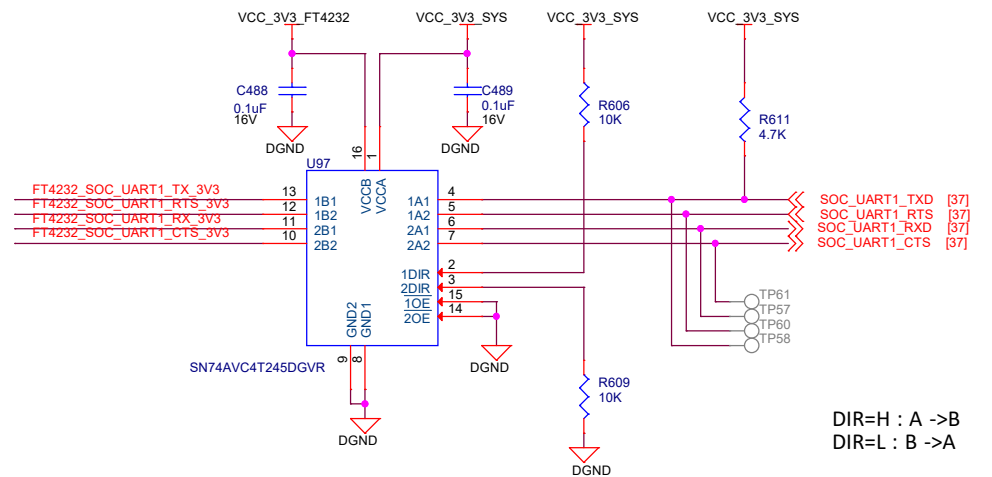 VCC_3V3_FT4232
VCC_3V3_SYS
VCC_3V3_SYS
VCC_3V3_SYS
C488
0.1uF
16V
DGND
C489
0.1uF
16V
DGND
R606
10K
R611
4.7K
U97
16
1
VCCB
VCCA
FT4232_SOC_UART1_TX_3V3
FT4232_SOC_UART1_RTS_3V3
FT4232_SOC_UART1_RX_3V3
FT4232_SOC_UART1_CTS_3V3
13
12
11
10
1B1
1B2
2B1
2B2
1A1
1A2
2A1
2A2
4
5
6
7
SOC_UART1_TXD [37]
SOC_UART1_RTS [37]
SOC_UART1_RXD [37]
SOC_UART1_CTS [37]
1DIR
2DIR
1OE
2OE
2
3
15
14
TP61
TP57
TP60
TP58
GND2
GND1
9
8
SN74AVC4T245DGVR
DGND
DGND
R609
10K
DGND
DIR=H : A ->B
DIR=L : B ->A